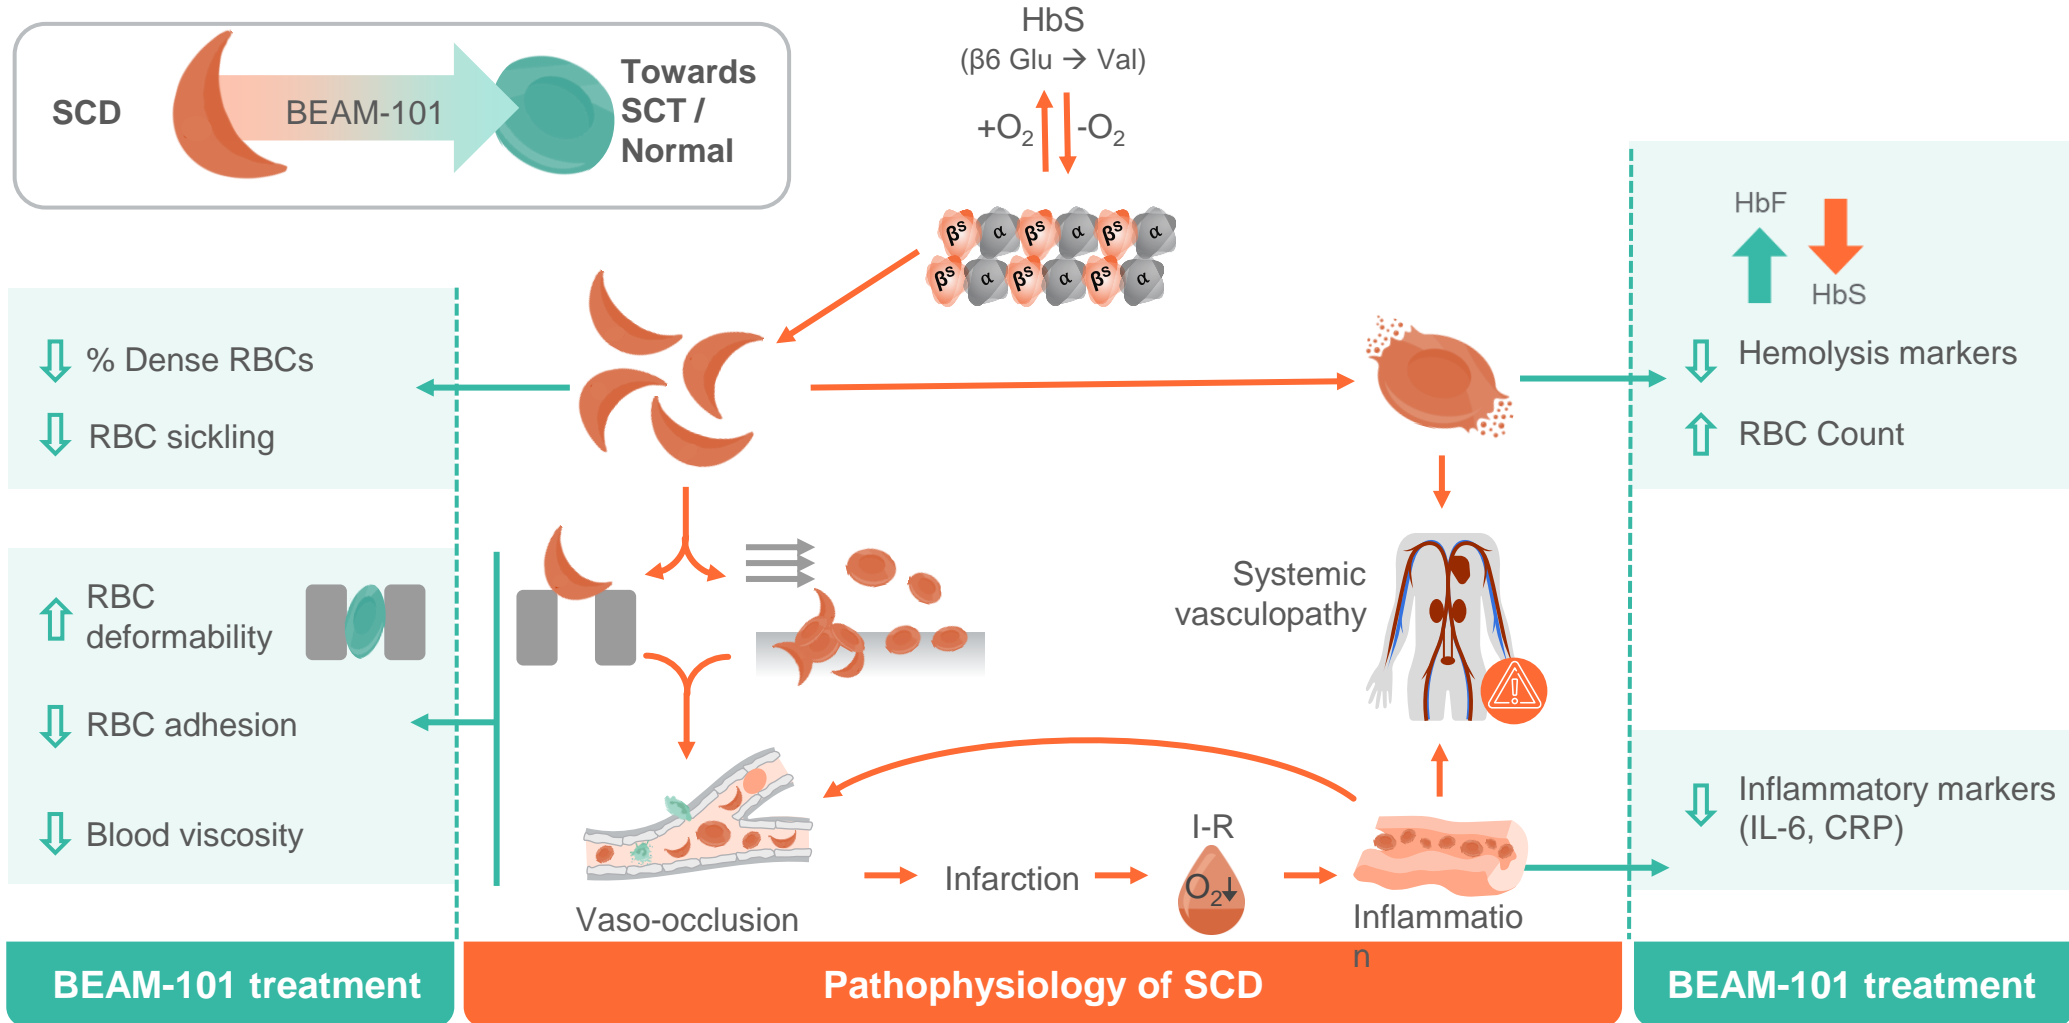 SCD
BEAM-101
Towards
SCT /
Normal
HbS
(β6 Glu → Val)
+O₂
-O₂
βS α βS α βS α
βS α βS α βS α
% Dense RBCs
RBC sickling
RBC
deformability
RBC adhesion
Blood viscosity
HbF
HbS
Hemolysis markers
RBC Count
Systemic
vasculopathy
Inflammatory markers
(IL-6, CRP)
Vaso-occlusion
Infarction
I-R
O₂↓
Inflammatio
n
BEAM-101 treatment
Pathophysiology of SCD
BEAM-101 treatment